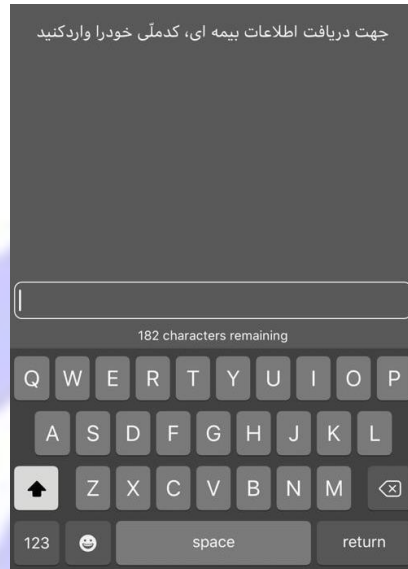 جهت دریافت اطلاعات بیمه ای، کدملّی خودرا واردکنید
182 characters remaining
Q W E R T Y U I O P
A S D F G H J K L
Z X C V B N M
123 space return